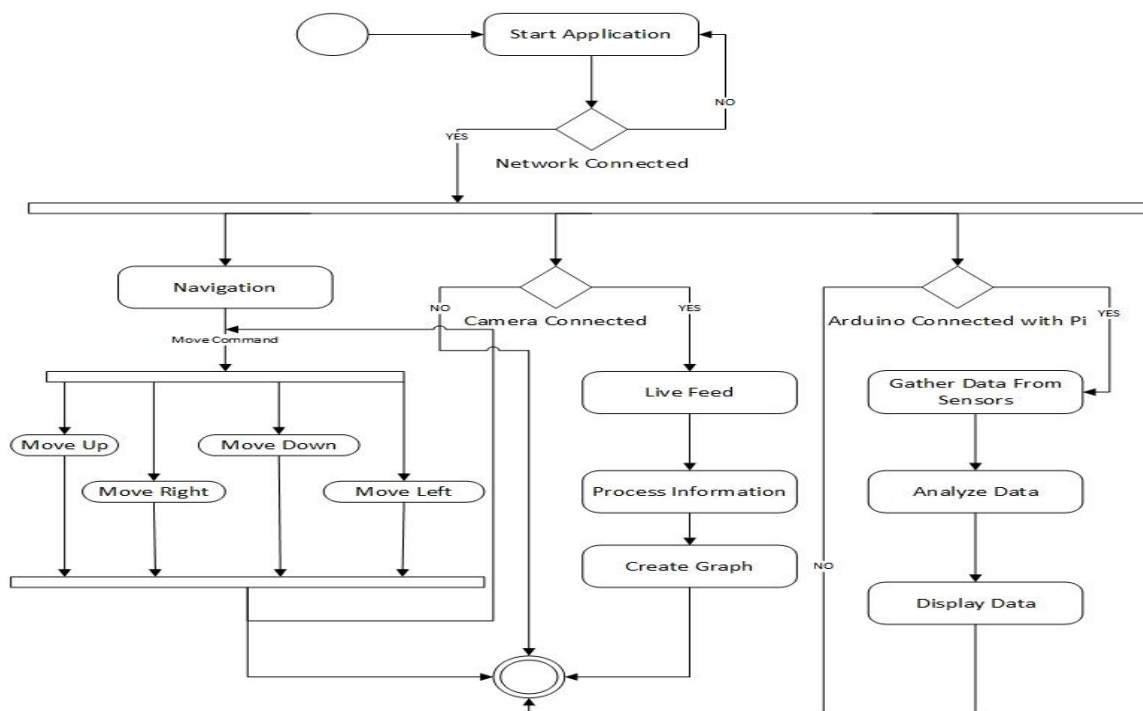 Start Application
NO
YES
Network Connected
Navigation
NO
YES
Camera Connected
YES
Arduino Connected with Pi
Move Command
Live Feed
Gather Data From
Sensors
Move Up
Move Down
Move Right
Move Left
Process Information
Analyze Data
Create Graph
NO
Display Data